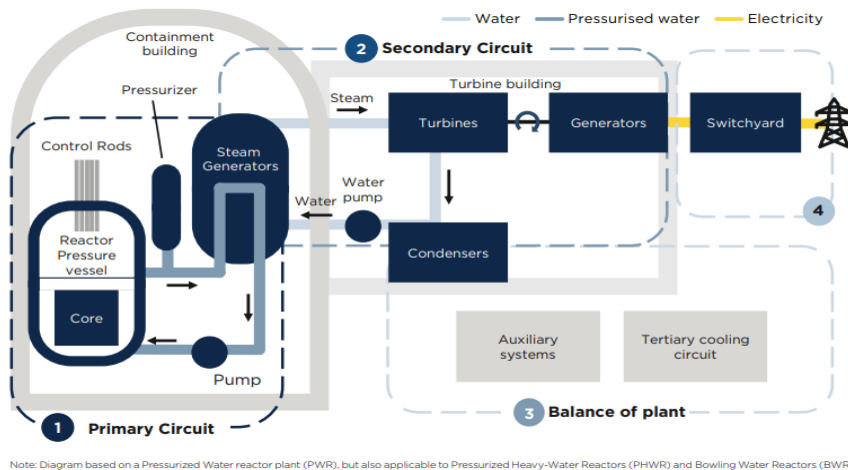 Water
Pressurised water
Electricity
Containment
building
2 Secondary Circuit
Turbine building
Pressurizer
Steam
Turbines
Generators
Switchyard
Control Rods
Steam
Generators
Water
pump
Water
4
Reactor
Pressure
vessel
Condensers
Core
Auxiliary
systems
Tertiary cooling
circuit
Pump
3 Balance of plant
1 Primary Circuit
Note: Diagram based on a Pressurized Water reactor plant (PWR), but also applicable to Pressurized Heavy-Water Reactors (PHWR) and Bowling Water Reactors (BWR